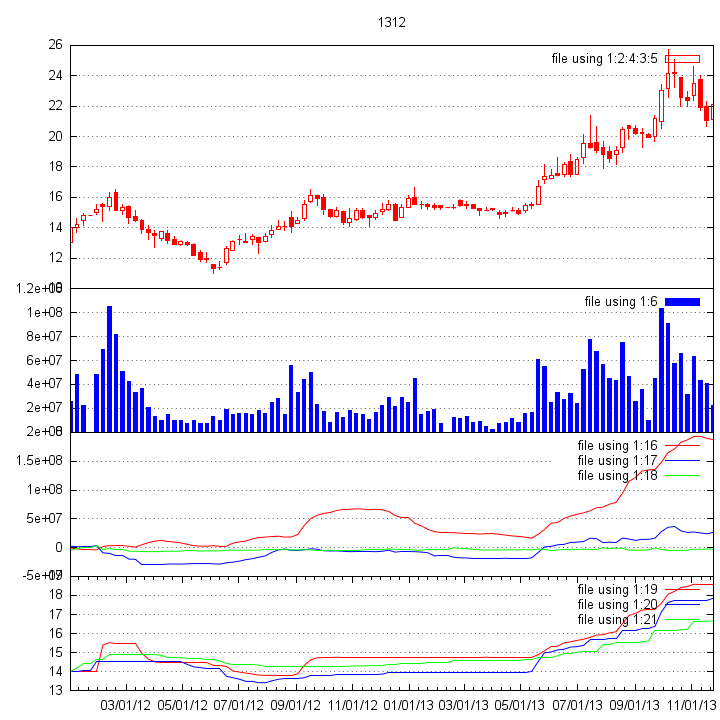 1312
file using 1:2:4:3:5
26
24
22
20
18
16
14
12
file using 1:6
1e+08
8e+07
6e+07
4e+07
2e+07
file using 1:16
file using 1:17
file using 1:18
1.5e+08
1e+08
5e+07
0
file using 1:19
file using 1:20
file using 1:21
18
17
16
15
14
13
03/01/12 05/01/12 07/01/12 09/01/12 11/01/12 01/01/13 03/01/13 05/01/13 07/01/13 09/01/13 11/01/13